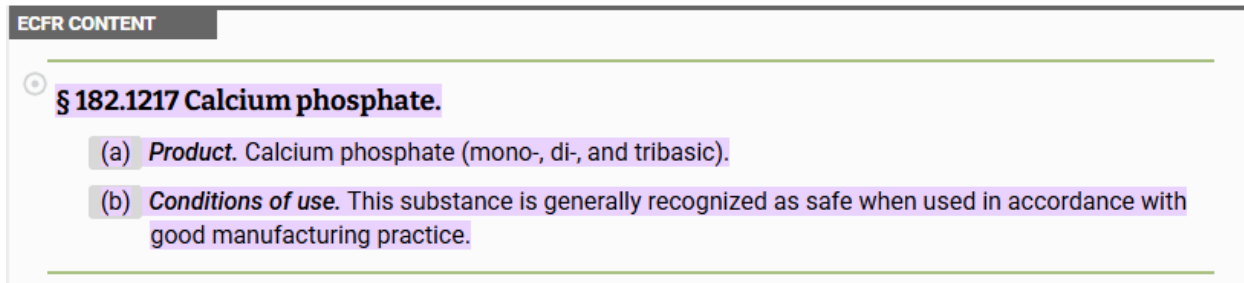 ECFR CONTENT
§ 182.1217 Calcium phosphate.
(a) Product. Calcium phosphate (mono-, di-, and tribasic).
(b) Conditions of use. This substance is generally recognized as safe when used in accordance with
good manufacturing practice.